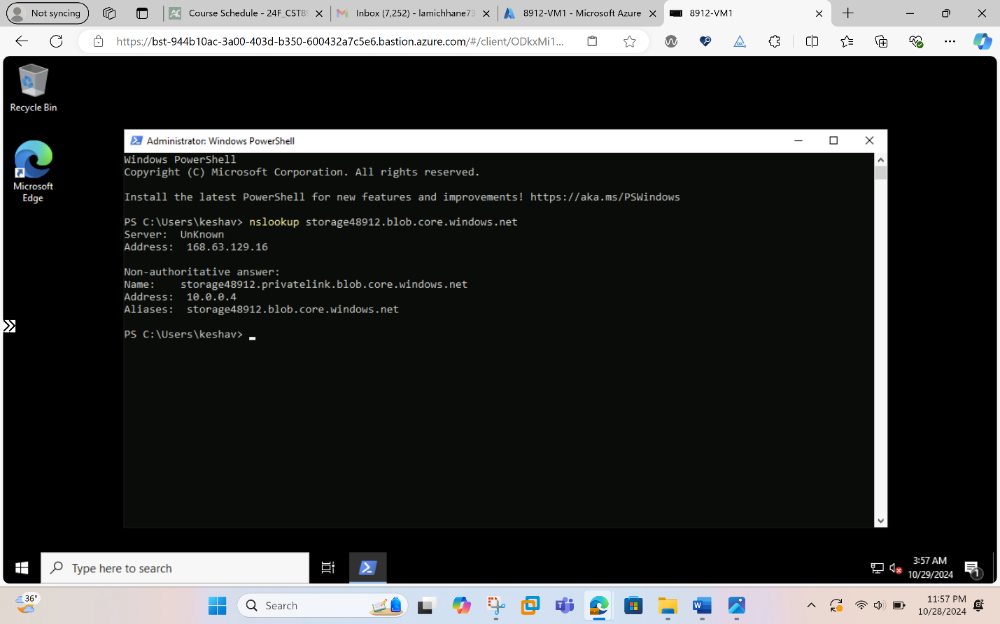 Not syncing
Course Schedule - 24F_CST89
Inbox (7,252) - lamichhane73
8912-VM1 - Microsoft Azure
8912-VM1
https://bst-944b10ac-3a00-403d-b350-600432a7c5e6.bastion.azure.com/#/client/ODkxMi1...
Recycle Bin
Microsoft
Edge
Administrator: Windows PowerShell
Windows PowerShell
Copyright (C) Microsoft Corporation. All rights reserved.
Install the latest PowerShell for new features and improvements! https://aka.ms/PSWindows
PS C:\Users\keshav> nslookup storage48912.blob.core.windows.net
Server:  UnKnown
Address:  168.63.129.16
Non-authoritative answer:
Name:    storage48912.privatelink.blob.core.windows.net
Address:  10.0.0.4
Aliases:  storage48912.blob.core.windows.net
PS C:\Users\keshav>
Type here to search
3:57 AM
10/29/2024
1
36°
Search
11:57 PM
10/28/2024